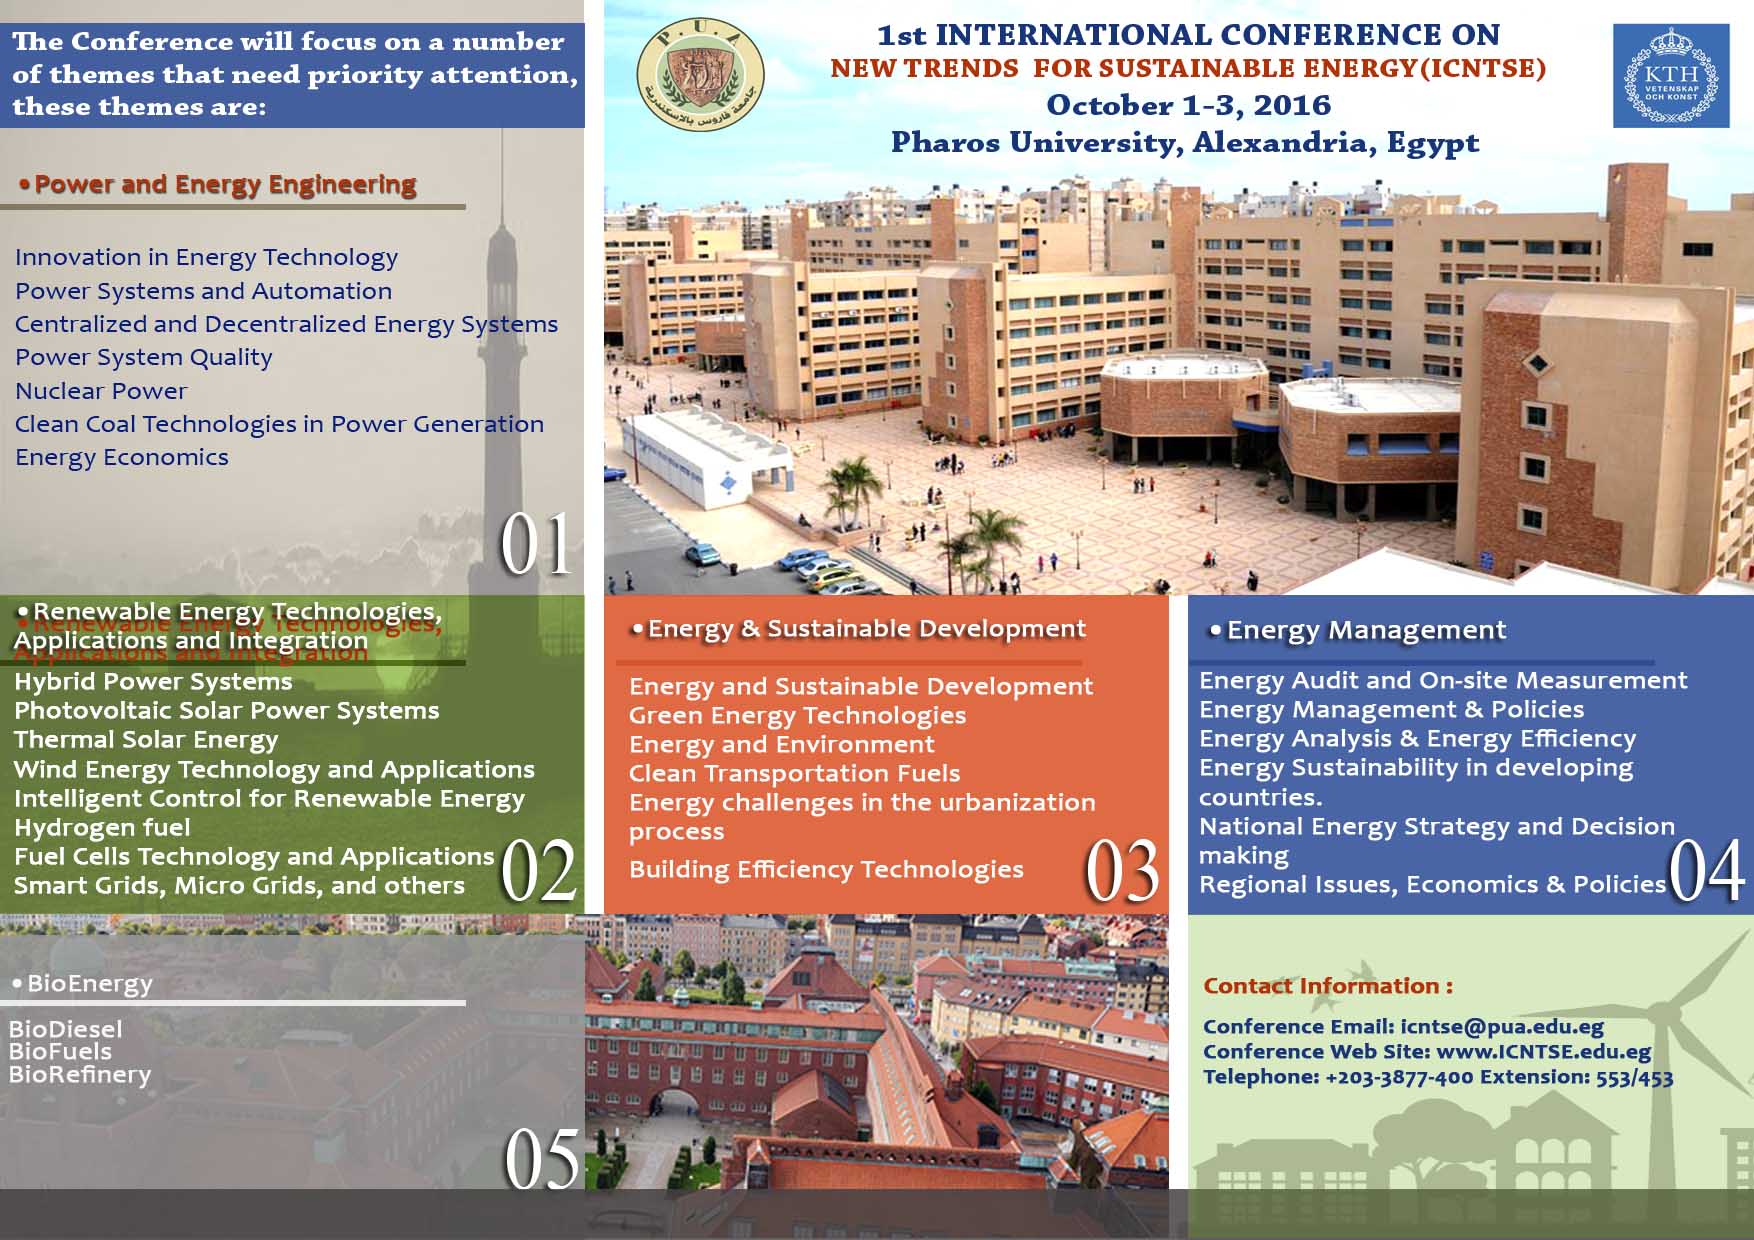 The Conference will focus on a number
of themes that need priority attention,
these themes are:
P.U.A
جامعة فاروس بالإسكندرية
1st INTERNATIONAL CONFERENCE ON
NEW TRENDS FOR SUSTAINABLE ENERGY(ICNTSE)
October 1-3, 2016
Pharos University, Alexandria, Egypt
KTH
VETENSKAP
OCH KONST
•Power and Energy Engineering
Innovation in Energy Technology
Power Systems and Automation
Centralized and Decentralized Energy Systems
Power System Quality
Nuclear Power
Clean Coal Technologies in Power Generation
Energy Economics
01
•Renewable Energy Technologies,
Applications and Integration
•Renewable Energy Technologies,
Applications and Integration
Hybrid Power Systems
Photovoltaic Solar Power Systems
Thermal Solar Energy
Wind Energy Technology and Applications
Intelligent Control for Renewable Energy
Hydrogen fuel
Fuel Cells Technology and Applications
Smart Grids, Micro Grids, and others
02
•Energy & Sustainable Development
Energy and Sustainable Development
Green Energy Technologies
Energy and Environment
Clean Transportation Fuels
Energy challenges in the urbanization
process
Building Efficiency Technologies
03
•Energy Management
Energy Audit and On-site Measurement
Energy Management & Policies
Energy Analysis & Energy Efficiency
Energy Sustainability in developing
countries.
National Energy Strategy and Decision
making
Regional Issues, Economics & Policies
04
•BioEnergy
BioDiesel
BioFuels
BioRefinery
05
Contact Information :
Conference Email: icntse@pua.edu.eg
Conference Web Site: www.ICNTSE.edu.eg
Telephone: +203-3877-400 Extension: 553/453